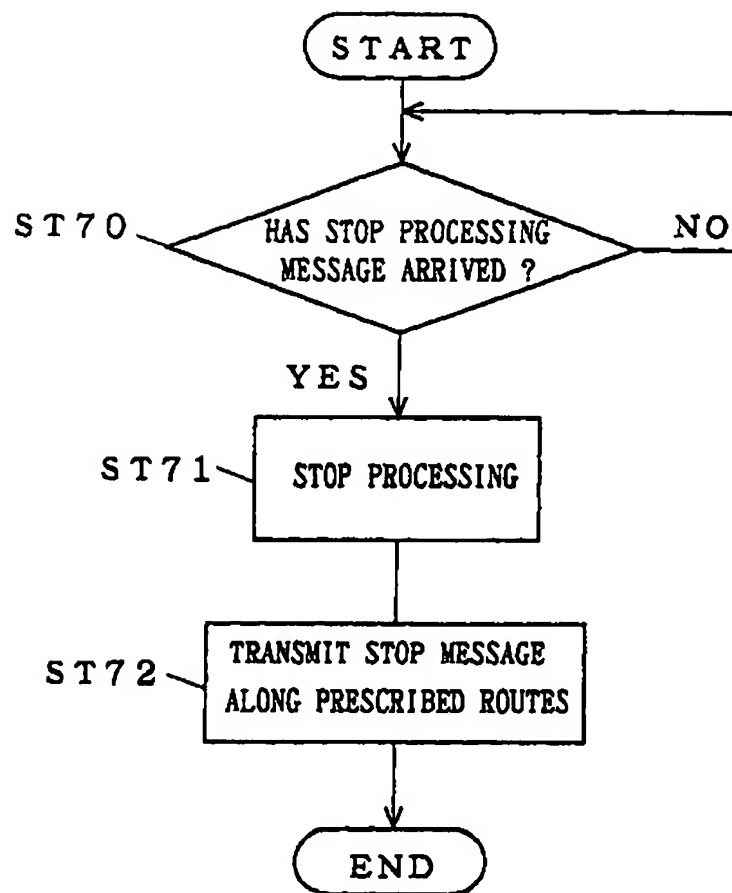 START
ST70
HAS STOP PROCESSING
MESSAGE ARRIVED ?
NO
YES
ST71
STOP PROCESSING
ST72
TRANSMIT STOP MESSAGE
ALONG PRESCRIBED ROUTES
END